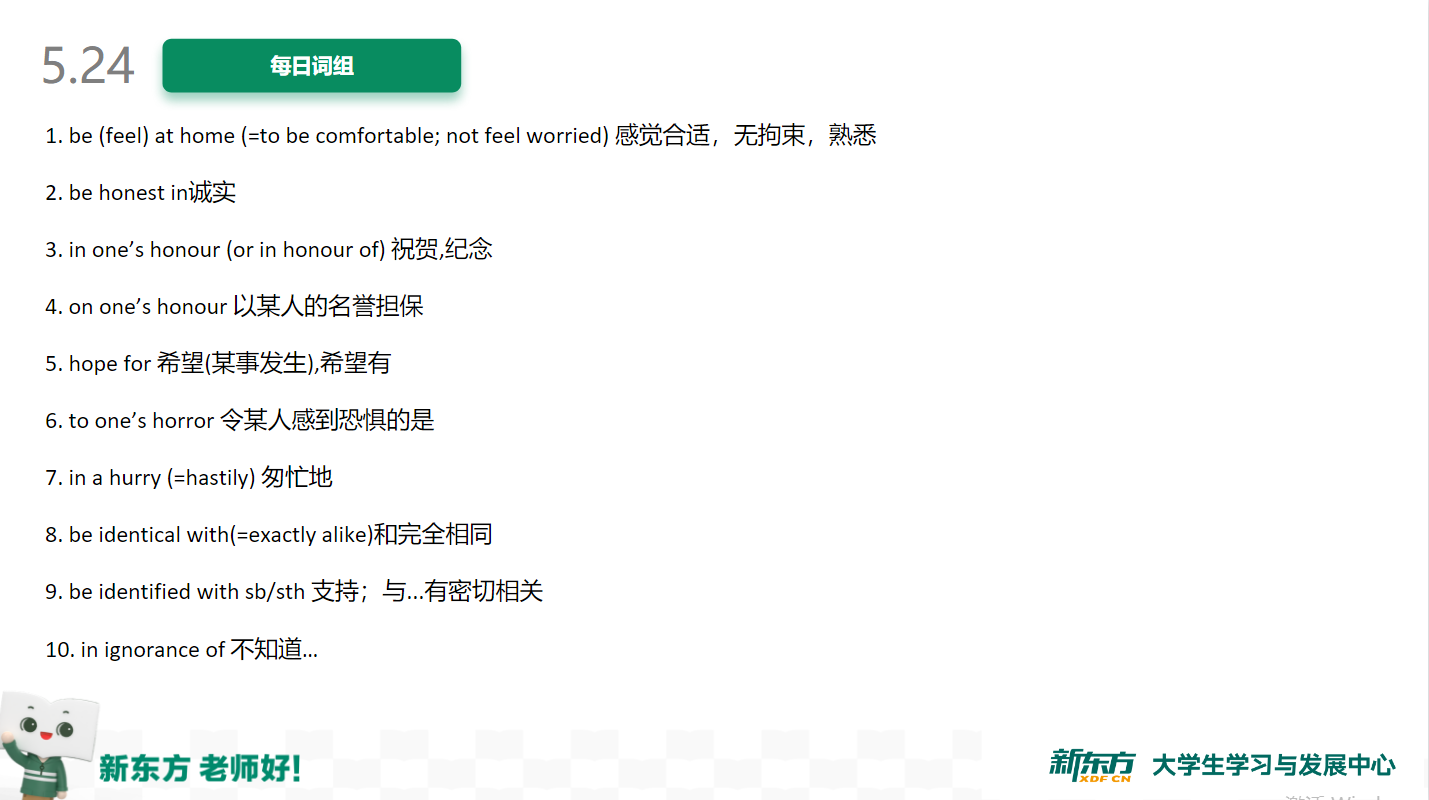 5.24
每日词组
1. be (feel) at home (=to be comfortable; not feel worried) 感觉合适，无拘束，熟悉
2. be honest in诚实
3. in one’s honour (or in honour of) 祝贺,纪念
4. on one’s honour 以某人的名誉担保
5. hope for 希望(某事发生),希望有
6. to one’s horror 令某人感到恐惧的是
7. in a hurry (=hastily) 匆忙地
8. be identical with(=exactly alike)和完全相同
9. be identified with sb/sth 支持；与...有密切相关
10. in ignorance of 不知道...
新东方 老师好!
新东方 XDF.CN 大学生学习与发展中心